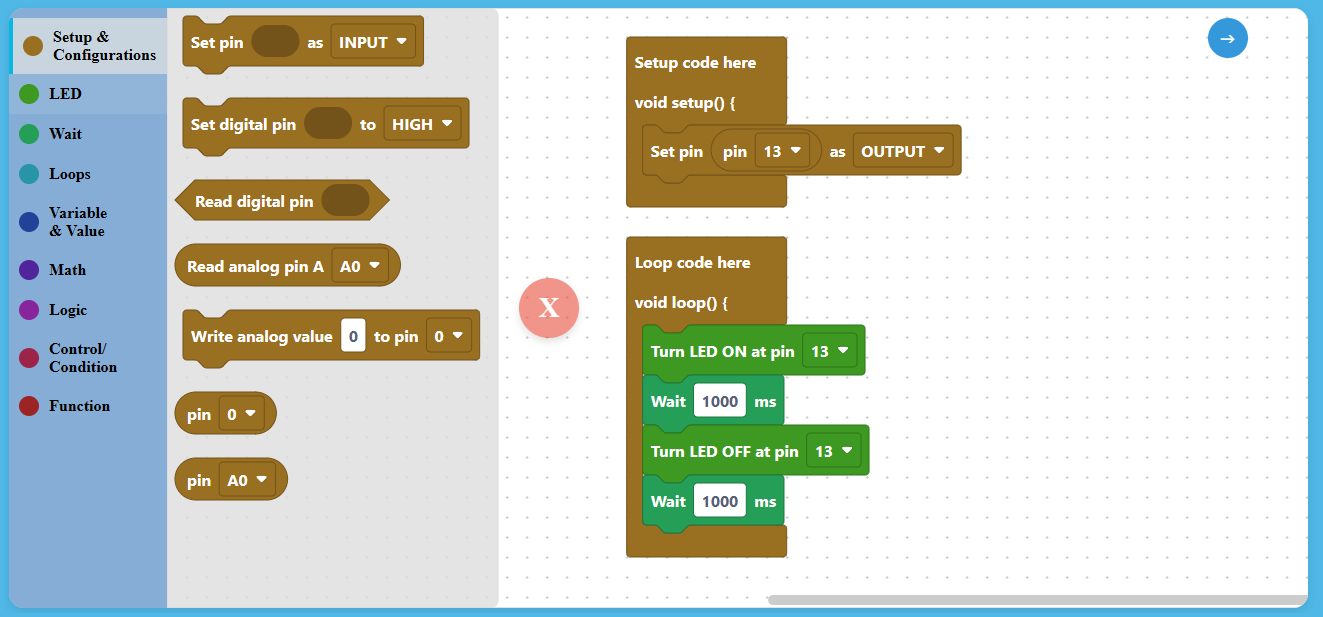 Setup &
Configurations
LED
Wait
Loops
Variable
& Value
Math
Logic
Control/
Condition
Function
Set pin as INPUT
Set digital pin to HIGH
Read digital pin
Read analog pin A A0
Write analog value 0 to pin 0
pin 0
pin A0
X
Setup code here
void setup() {
Set pin pin 13 as OUTPUT
Loop code here
void loop() {
Turn LED ON at pin 13
Wait 1000 ms
Turn LED OFF at pin 13
Wait 1000 ms
→